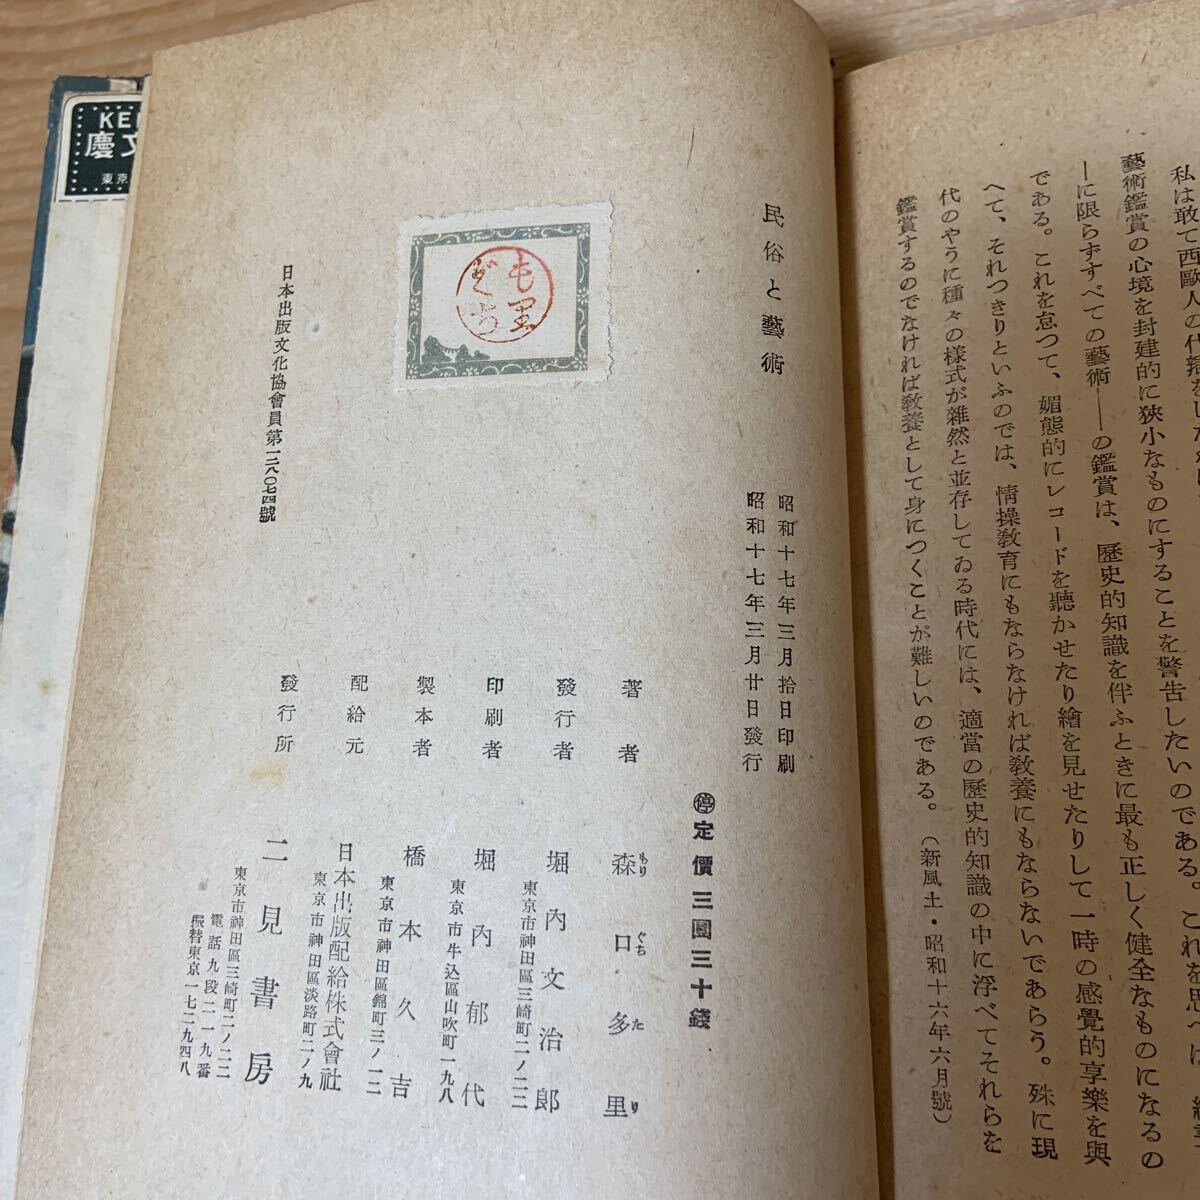 私は敢て西歐人の代
藝術鑑賞の心境を封建的に狹小なものにすることを警告したいのである。これを思つ
―に限らずすべての藝術――の鑑賞は、歷史的知識を伴ふときに最も正しく健全なものになるの
である。これを怠つて、媚態的にレコードを聽かせたり繪を見せたりして一時の感覺的享樂を與
へて、それつきりといふのでは、情操敎育にもならなければ敎養にもならないであらう。殊に現
代のやうに種々の樣式が雜然と並存してゐる時代には、適當の歷史的知識の中に浮べてそれらを
鑑賞するのでなければ敎養として身につくことが難しいのである。(新風土・昭和十六年六月號)
民俗と藝術
昭和十七年三月拾日印刷
昭和十七年三月廿日發行
停 定價三圓三十錢
著者 森口多里
もり ぐち た り
發行者 堀內文治郎
東京市神田區三崎町二ノ二二
印刷者 堀內郁代
東京市牛込區山吹町一九八
製本者 橋本久吉
東京市神田區錦町三ノ一二
配給元 日本出版配給株式會社
東京市神田區淡路町二ノ九
發行所 二見書房
東京市神田區三崎町二ノ二二
電話九段二一一九番
振替東京一七二九四八
も里ぐち
日本出版文化協會員第一二八〇七四號
KE
慶文
東京